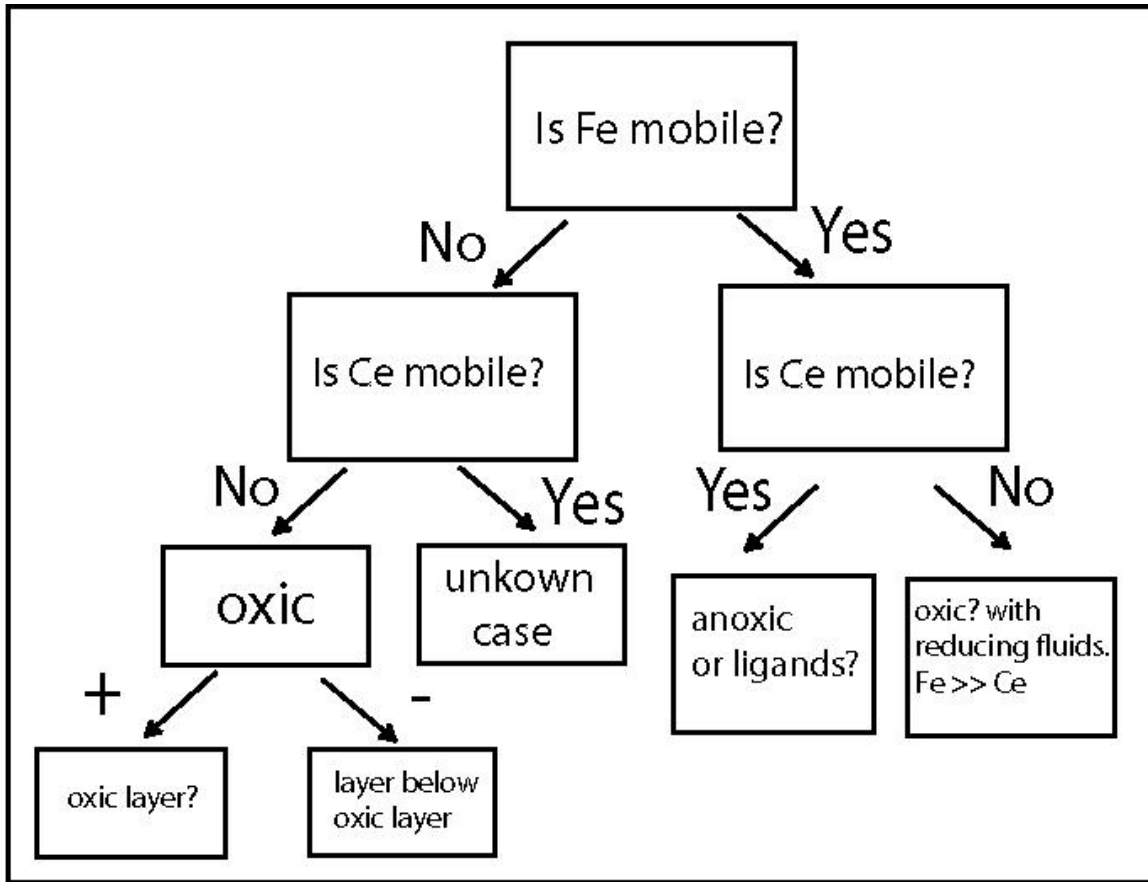 Is Fe mobile?
No
Yes
Is Ce mobile?
Is Ce mobile?
No
Yes
Yes
No
oxic
unkown
case
anoxic
or ligands?
oxic? with
reducing fluids.
Fe >> Ce
+
-
oxic layer?
layer below
oxic layer